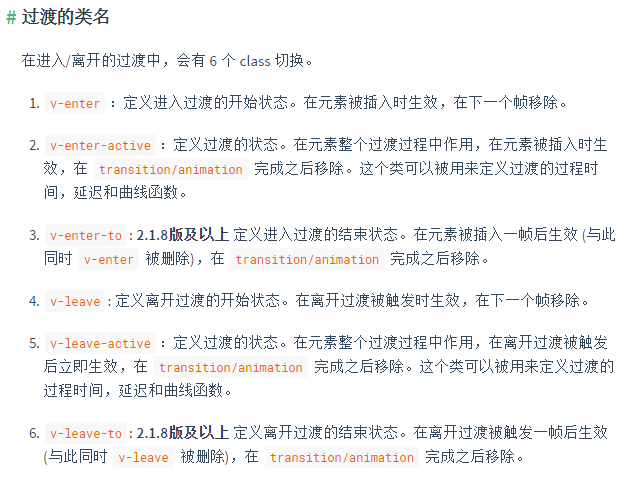 # 过渡的类名
在进入/离开的过渡中，会有 6 个 class 切换。
1. v-enter ：定义进入过渡的开始状态。在元素被插入时生效，在下一个帧移除。
2. v-enter-active ：定义过渡的状态。在元素整个过渡过程中作用，在元素被插入时生
效，在 transition/animation 完成之后移除。这个类可以被用来定义过渡的过程时
间，延迟和曲线函数。
3. v-enter-to : 2.1.8版及以上 定义进入过渡的结束状态。在元素被插入一帧后生效 (与此
同时 v-enter 被删除)，在 transition/animation 完成之后移除。
4. v-leave : 定义离开过渡的开始状态。在离开过渡被触发时生效，在下一个帧移除。
5. v-leave-active ：定义过渡的状态。在元素整个过渡过程中作用，在离开过渡被触发
后立即生效，在 transition/animation 完成之后移除。这个类可以被用来定义过渡的
过程时间，延迟和曲线函数。
6. v-leave-to : 2.1.8版及以上 定义离开过渡的结束状态。在离开过渡被触发一帧后生效
(与此同时 v-leave 被删除)，在 transition/animation 完成之后移除。